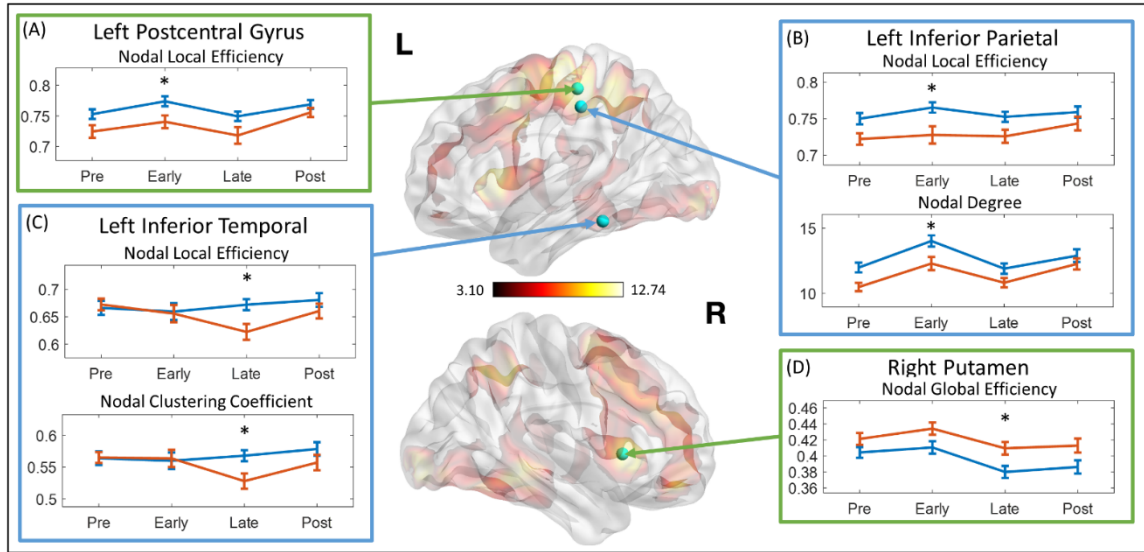 (A)
Left Postcentral Gyrus
Nodal Local Efficiency
0.8
0.75
0.7
*
Pre Early Late Post
(C)
Left Inferior Temporal
Nodal Local Efficiency
0.7
0.65
0.6
*
Pre Early Late Post
Nodal Clustering Coefficient
0.6
0.55
0.5
*
Pre Early Late Post
L
3.10 12.74
R
(B)
Left Inferior Parietal
Nodal Local Efficiency
0.8
0.75
0.7
*
Pre Early Late Post
Nodal Degree
15
10
*
Pre Early Late Post
(D)
Right Putamen
Nodal Global Efficiency
0.46
0.44
0.42
0.4
0.38
0.36
*
Pre Early Late Post